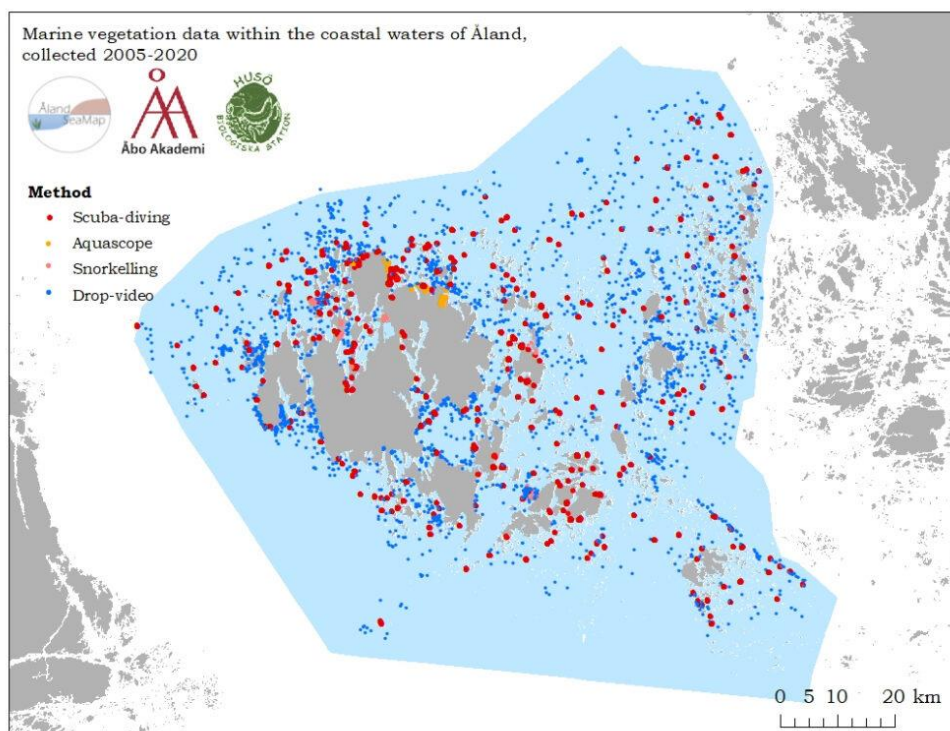 Marine vegetation data within the coastal waters of Åland,
collected 2005-2020
Åland
SeaMap
Åbo Akademi
HUSÖ
BIOLOGISKA STATION
Method
Scuba-diving
Aquascope
Snorkelling
Drop-video
0 5 10 20 km